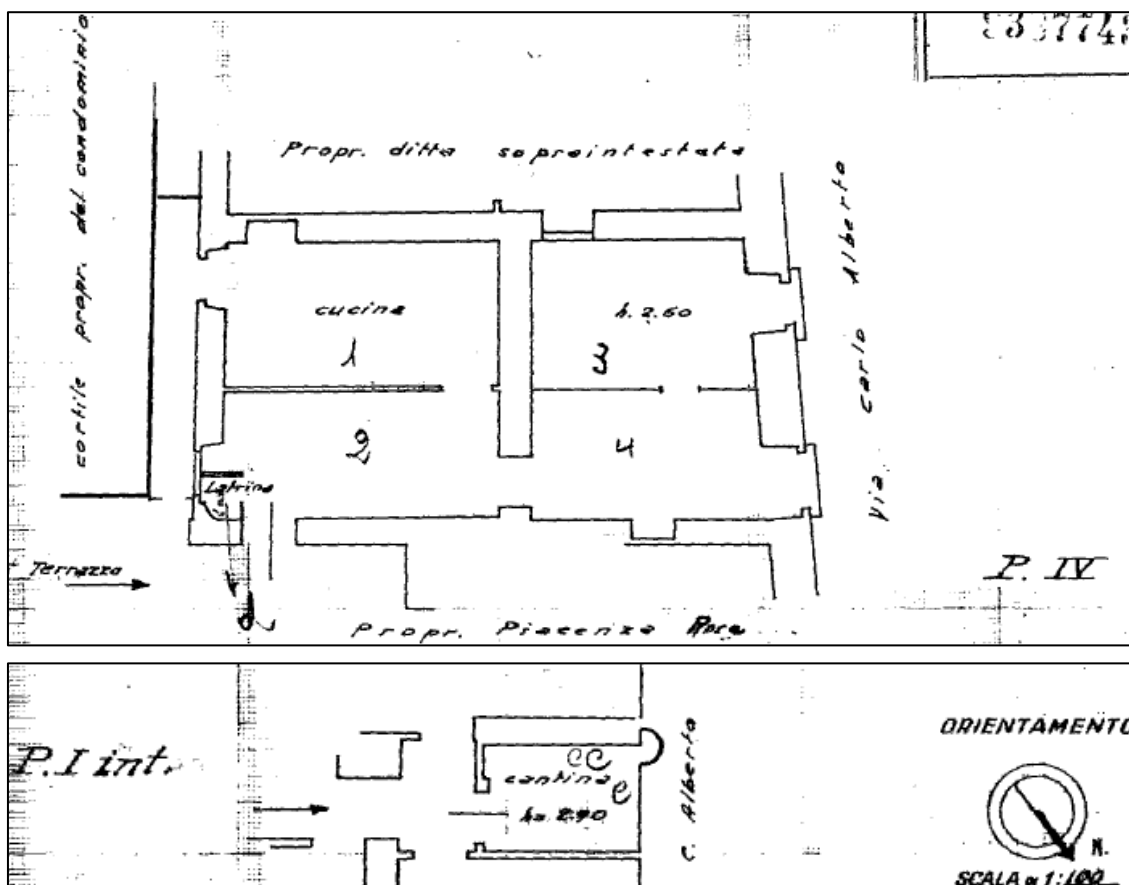 cortile propr. del condominio
Propr. ditta sopraintestata
Via Carlo Alberto
cucina
h. 2.60
1
3
2
4
Latrina
Terrazzo
P. IV
Propr. Piacenza Rosa
P. I int.
cantina
h= 2.90
C. Alberto
ORIENTAMENTO
N.
SCALA di 1:100